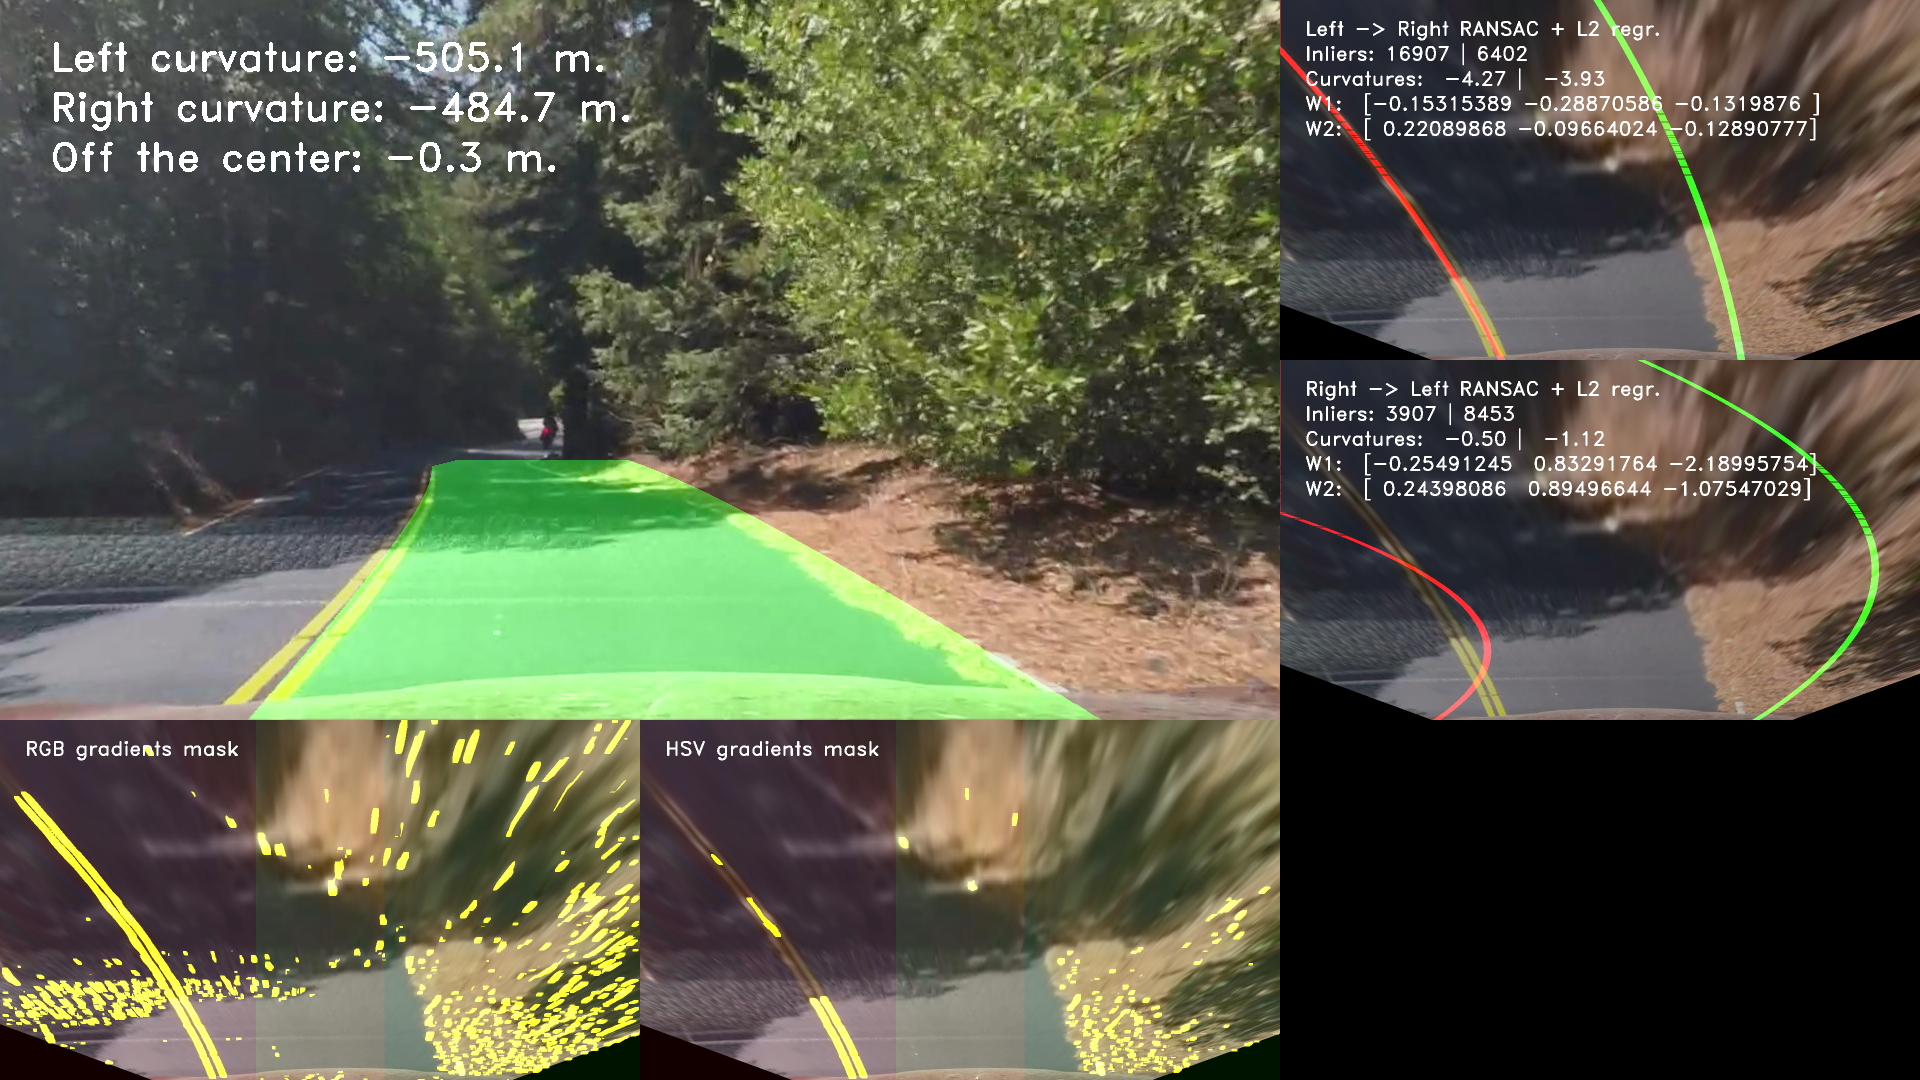 Left curvature: −505.1 m.
Right curvature: −484.7 m.
Off the center: −0.3 m.
Left −> Right RANSAC + L2 regr.
Inliers: 16907 | 6402
Curvatures: −4.27 | −3.93
W1: [−0.15315389 −0.28870586 −0.1319876 ]
W2: [ 0.22089868 −0.09664024 −0.12890777]
Right −> Left RANSAC + L2 regr.
Inliers: 3907 | 8453
Curvatures: −0.50 | −1.12
W1: [−0.25491245 0.83291764 −2.18995754]
W2: [ 0.24398086 0.89496644 −1.07547029]
RGB gradients mask
HSV gradients mask